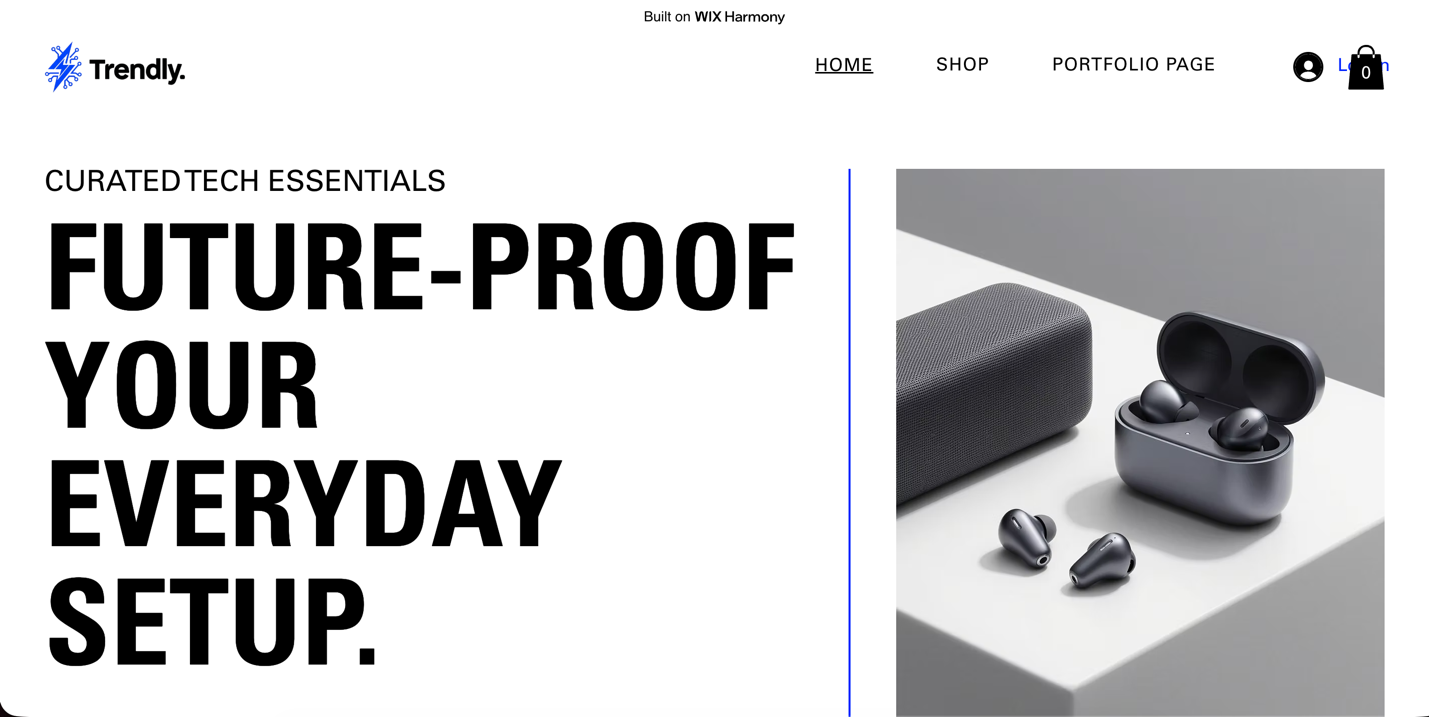 Built on WIX Harmony
Trendly.
HOME SHOP PORTFOLIO PAGE 0
CURATED TECH ESSENTIALS
FUTURE-PROOF
YOUR
EVERYDAY
SETUP.